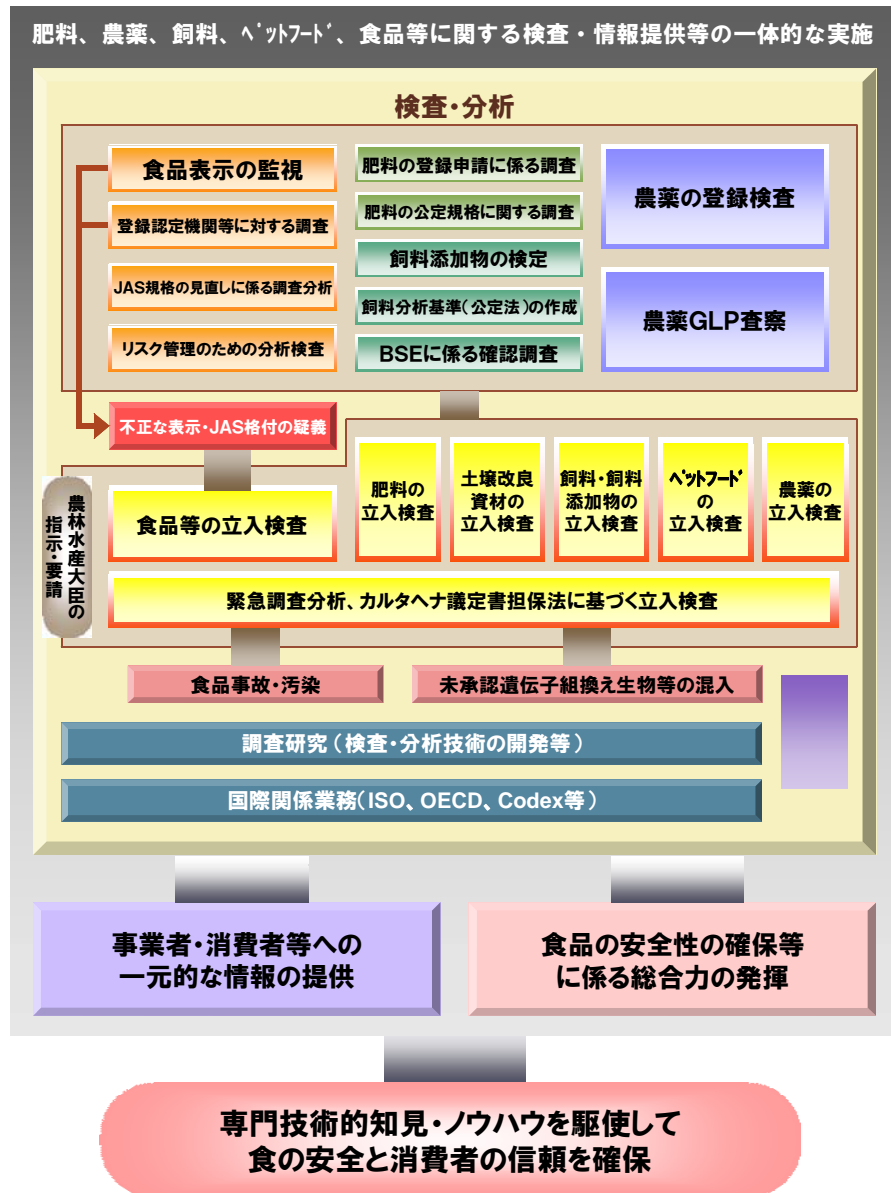 肥料、農薬、飼料、ペットフード、食品等に関する検査・情報提供等の一体的な実施
検査・分析
食品表示の監視
登録認定機関等に対する調査
JAS規格の見直しに係る調査分析
リスク管理のための分析検査
肥料の登録申請に係る調査
肥料の公定規格に関する調査
飼料添加物の検定
飼料分析基準（公定法）の作成
BSEに係る確認調査
農薬の登録検査
農薬GLP査察
不正な表示・JAS格付の疑義
農林水産大臣の
指示・要請
食品等の立入検査
肥料の
立入検査
土壌改良
資材の
立入検査
飼料・飼料
添加物の
立入検査
ペットフード
の
立入検査
農薬の
立入検査
緊急調査分析、カルタヘナ議定書担保法に基づく立入検査
食品事故・汚染
未承認遺伝子組換え生物等の混入
調査研究（検査・分析技術の開発等）
国際関係業務（ISO、OECD、Codex等）
事業者・消費者等への
一元的な情報の提供
食品の安全性の確保等
に係る総合力の発揮
専門技術的知見・ノウハウを駆使して
食の安全と消費者の信頼を確保